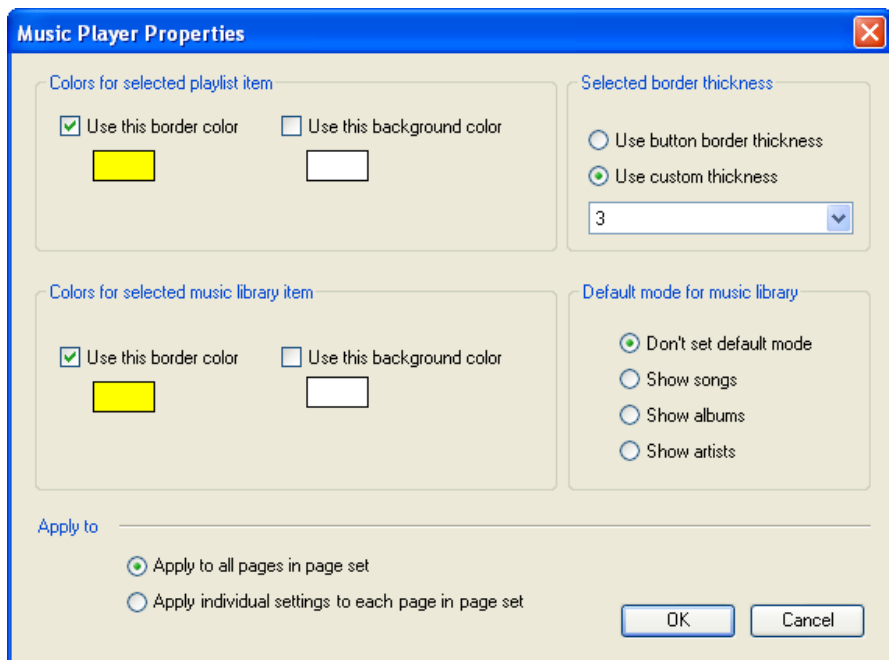 Music Player Properties
Colors for selected playlist item
Use this border color
Use this background color
Selected border thickness
Use button border thickness
Use custom thickness
3
Colors for selected music library item
Use this border color
Use this background color
Default mode for music library
Don't set default mode
Show songs
Show albums
Show artists
Apply to
Apply to all pages in page set
Apply individual settings to each page in page set
OK
Cancel